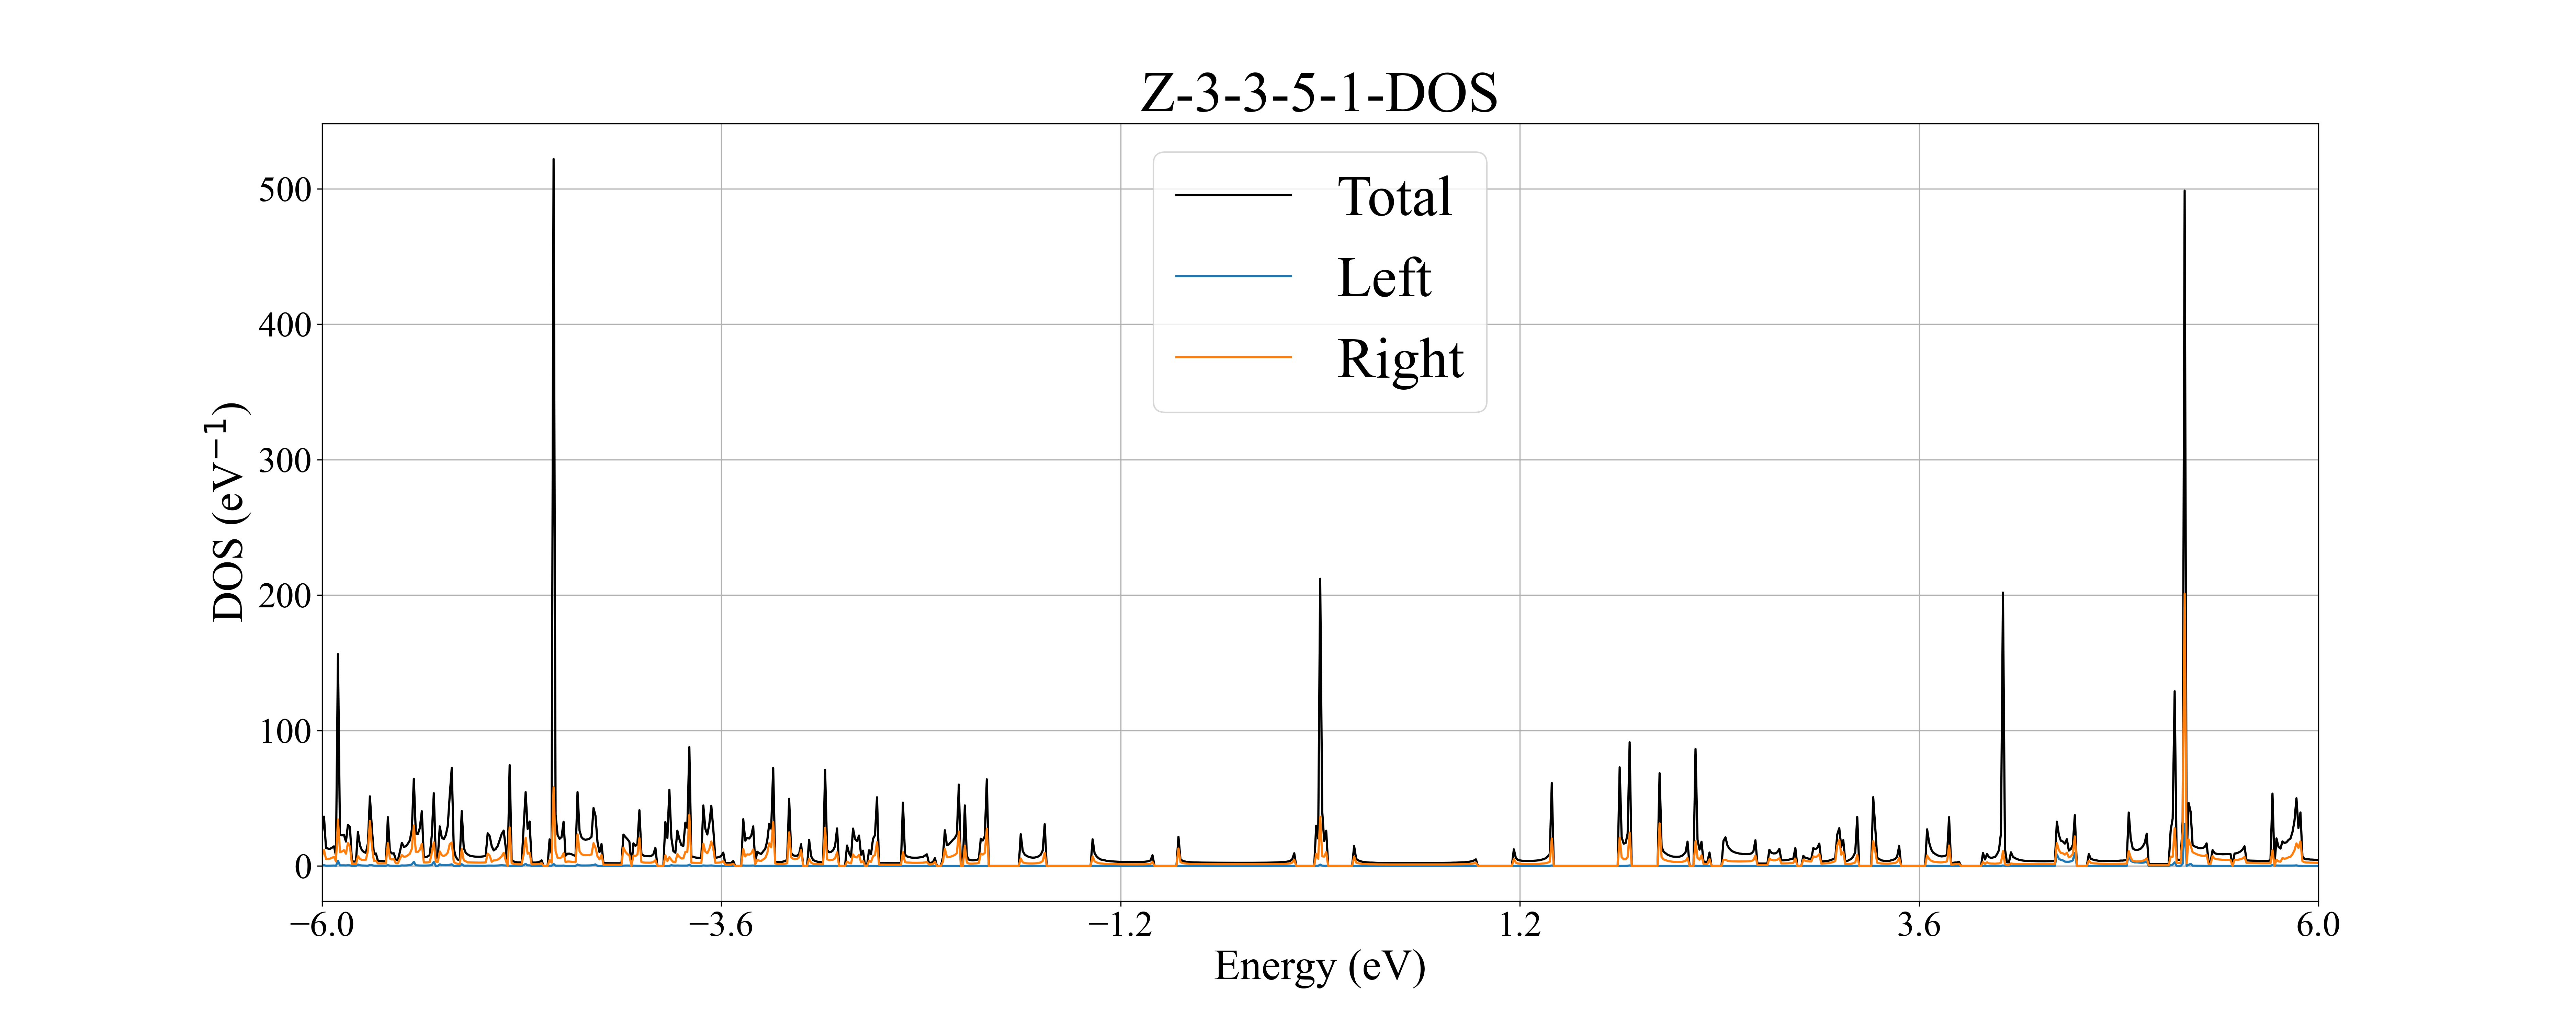 Z-3-3-5-1-DOS
Total
Left
Right
DOS (eV⁻¹)
500
400
300
200
100
0
−6.0 −3.6 −1.2 1.2 3.6 6.0
Energy (eV)